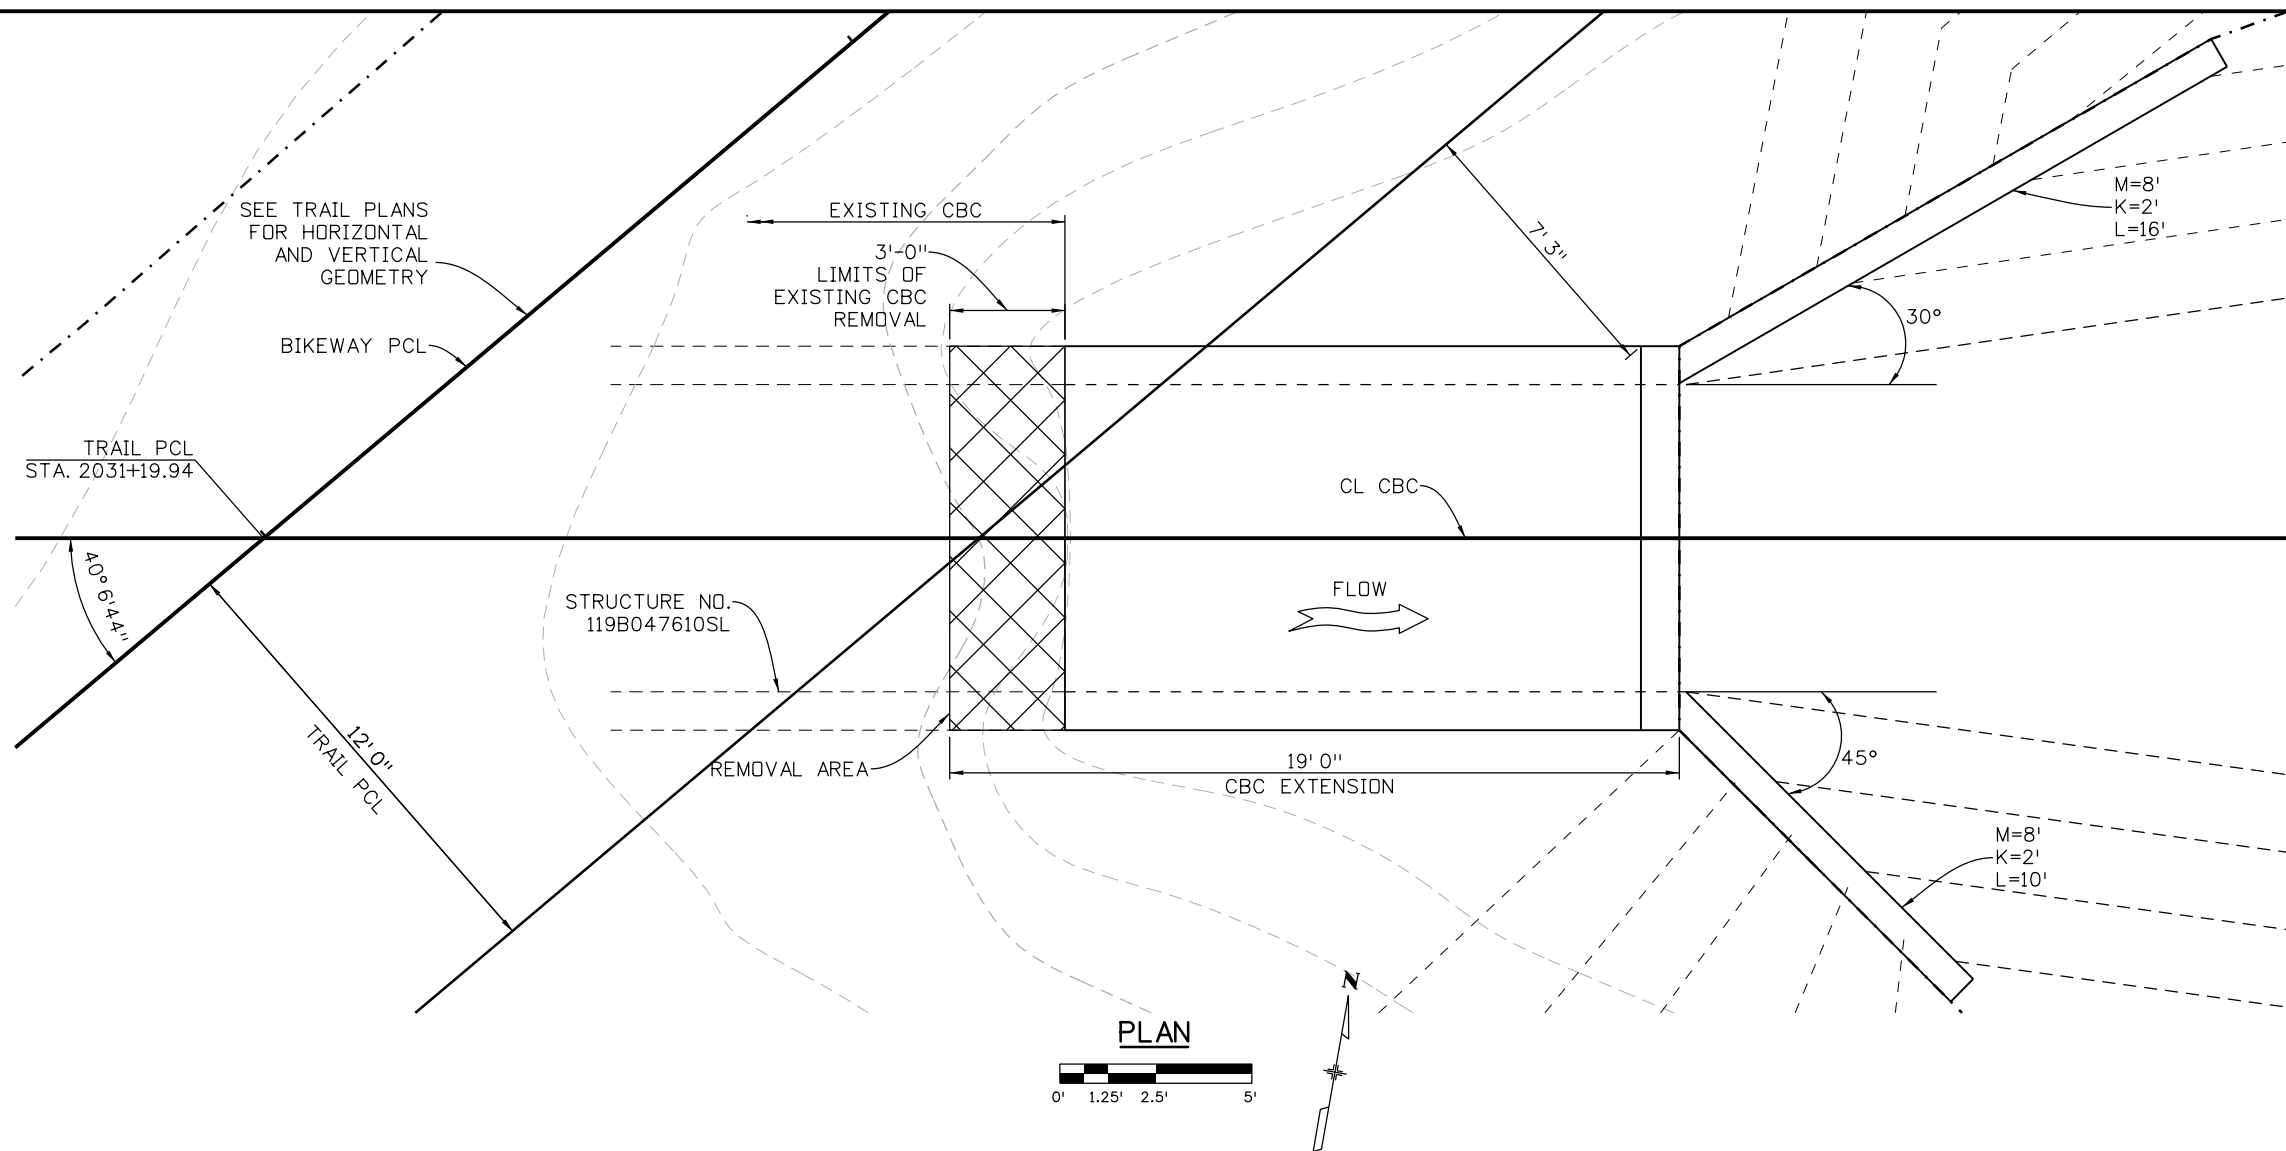 SEE TRAIL PLANS
FOR HORIZONTAL
AND VERTICAL
GEOMETRY
BIKEWAY PCL
TRAIL PCL
STA. 2031+19.94
40°6'44"
12'0"
TRAIL PCL
EXISTING CBC
3'-0"
LIMITS OF
EXISTING CBC
REMOVAL
7'3"
M=8'
K=2'
L=16'
30°
CL CBC
FLOW
STRUCTURE NO.
119B047610SL
REMOVAL AREA
19'0"
CBC EXTENSION
45°
M=8'
K=2'
L=10'
N
PLAN
0' 1.25' 2.5' 5'